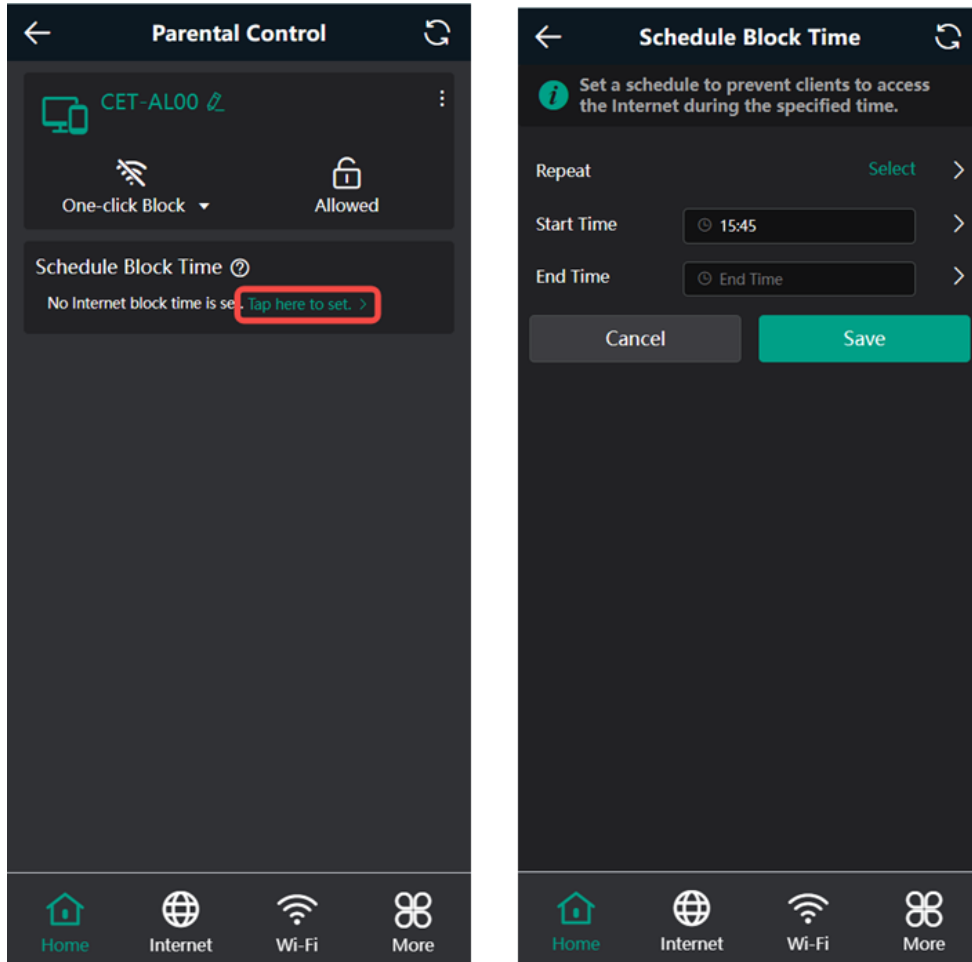 Parental Control
CET-AL00
One-click Block
Allowed
Schedule Block Time
No Internet block time is se. Tap here to set. >
Home
Internet
Wi-Fi
More
Schedule Block Time
Set a schedule to prevent clients to access
the Internet during the specified time.
Repeat
Select
Start Time
15:45
End Time
End Time
Cancel
Save
Home
Internet
Wi-Fi
More